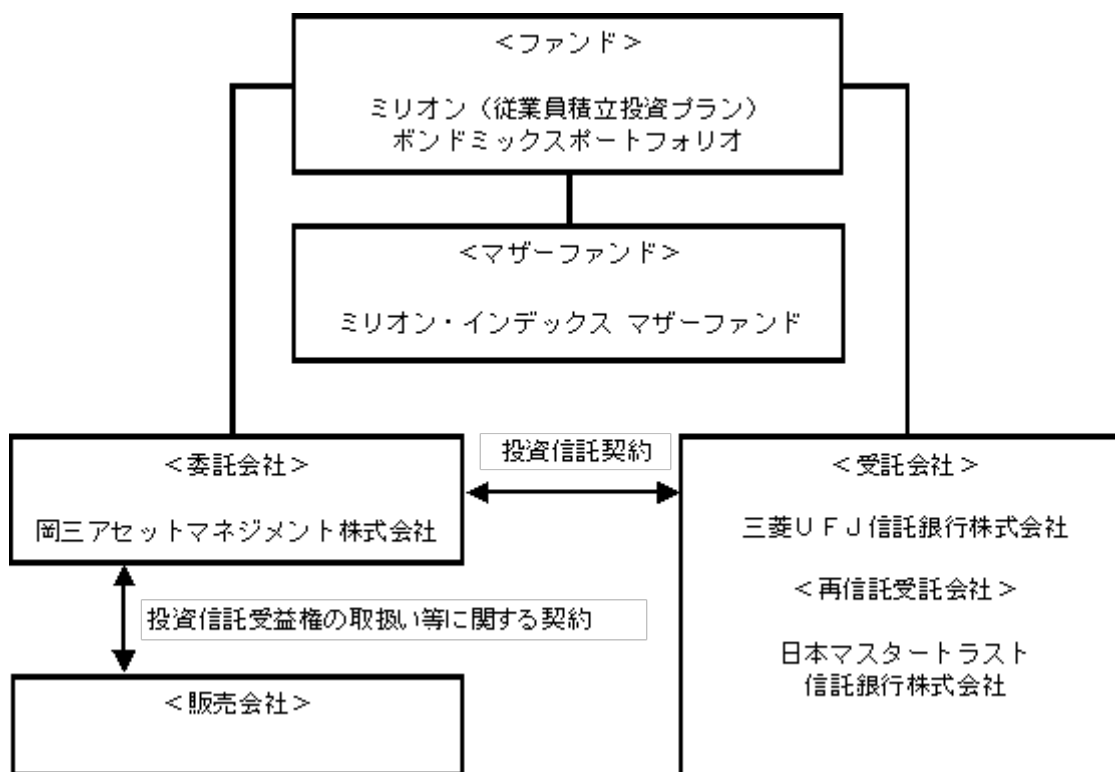 ＜ファンド＞
ミリオン（従業員積立投資プラン）
ボンドミックスポートフォリオ
＜マザーファンド＞
ミリオン・インデックス マザーファンド
＜委託会社＞
岡三アセットマネジメント株式会社
投資信託契約
＜受託会社＞
三菱ＵＦＪ信託銀行株式会社
＜再信託受託会社＞
日本マスタートラスト
信託銀行株式会社
投資信託受益権の取扱い等に関する契約
＜販売会社＞